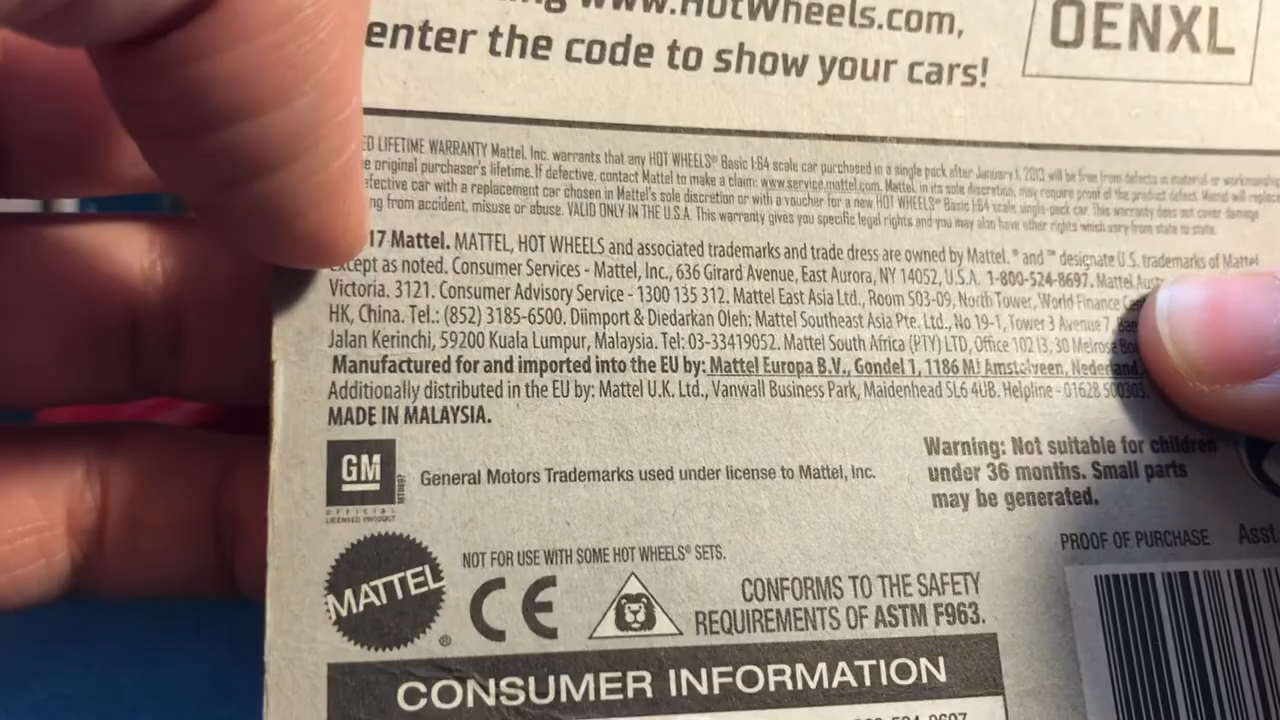 www.HotWheels.com,
enter the code to show your cars!
OENXL
LIFETIME WARRANTY Mattel, Inc. warrants that any HOT WHEELS® Basic 1:64 scale car purchased in a single pack after January 1, 2013 will be free from defects in material or
original purchaser's lifetime. If defective, contact Mattel to make a claim: www.service.mattel.com. Mattel, in its sole discretion, may require proof of the product defect. Mattel will
car with a replacement car chosen in Mattel's sole discretion or with a voucher for a new HOT WHEELS® Basic 1:64 scale single-pack car. This warranty does not cover damage
from accident, misuse or abuse. VALID ONLY IN THE U.S.A. This warranty gives you specific legal rights and you may also have other rights which vary from state to state.
17 Mattel. MATTEL, HOT WHEELS and associated trademarks and trade dress are owned by Mattel. ® and ™ designate U.S. trademarks of Mattel
except as noted. Consumer Services - Mattel, Inc., 636 Girard Avenue, East Aurora, NY 14052, U.S.A. 1-800-524-8697. Mattel
Victoria. 3121. Consumer Advisory Service - 1300 135 312. Mattel East Asia Ltd., Room 503-09, North Tower, World Finance
HK, China. Tel.: (852) 3185-6500. Diimport & Diedarkan Oleh: Mattel Southeast Asia Pte. Ltd., No 19-1, Tower 3 Avenue 7,
Jalan Kerinchi, 59200 Kuala Lumpur, Malaysia. Tel: 03-33419052. Mattel South Africa (PTY) LTD, Office 102 I3; 30 Melrose
Manufactured for and imported into the EU by: Mattel Europa B.V., Gondel 1, 1186 MJ Amstelveen, Nederland.
Additionally distributed in the EU by: Mattel U.K. Ltd., Vanwall Business Park, Maidenhead SL6 4UB. Helpline - 01628 500303.
MADE IN MALAYSIA.
GM
OFFICIAL
LICENSED PRODUCT
General Motors Trademarks used under license to Mattel, Inc.
Warning: Not suitable for children
under 36 months. Small parts
may be generated.
NOT FOR USE WITH SOME HOT WHEELS® SETS.
PROOF OF PURCHASE
Asst.
MATTEL ®
CE
CONFORMS TO THE SAFETY
REQUIREMENTS OF ASTM F963.
CONSUMER INFORMATION